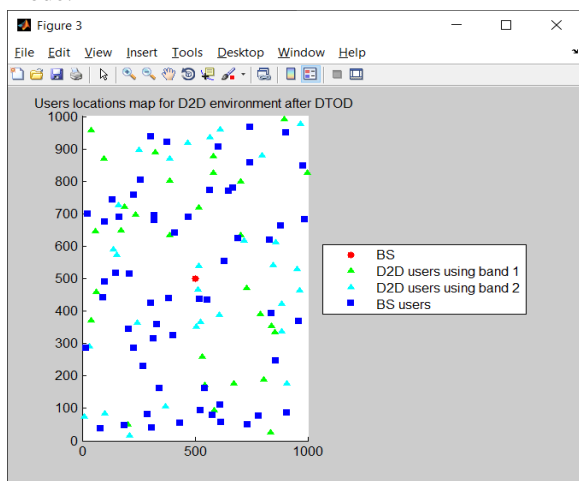 Figure 3
File Edit View Insert Tools Desktop Window Help
Users locations map for D2D environment after DTOD
1000
900
800
700
600
500
400
300
200
100
0
0 500 1000
BS
D2D users using band 1
D2D users using band 2
BS users